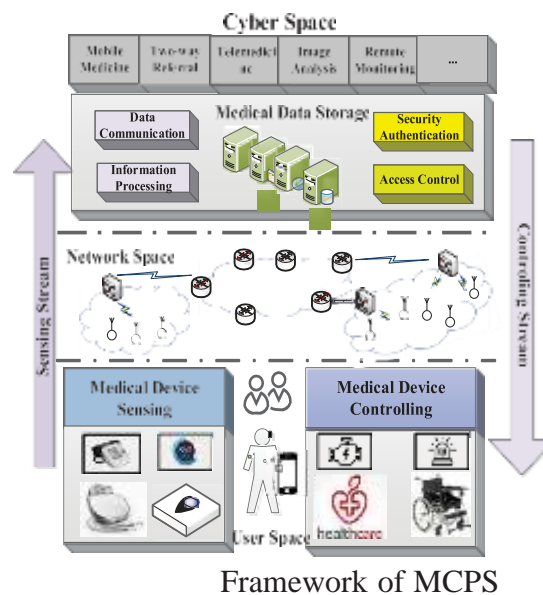 Cyber Space
Mobile
Medicine
Two-way
Referral
Telemedici
ne
Image
Analysis
Remote
Monitoring
...
Medical Data Storage
Data
Communication
Information
Processing
Security
Authentication
Access Control
Sensing Stream
Controlling Stream
Network Space
Medical Device
Sensing
Medical Device
Controlling
healthcare
User Space
Framework of MCPS